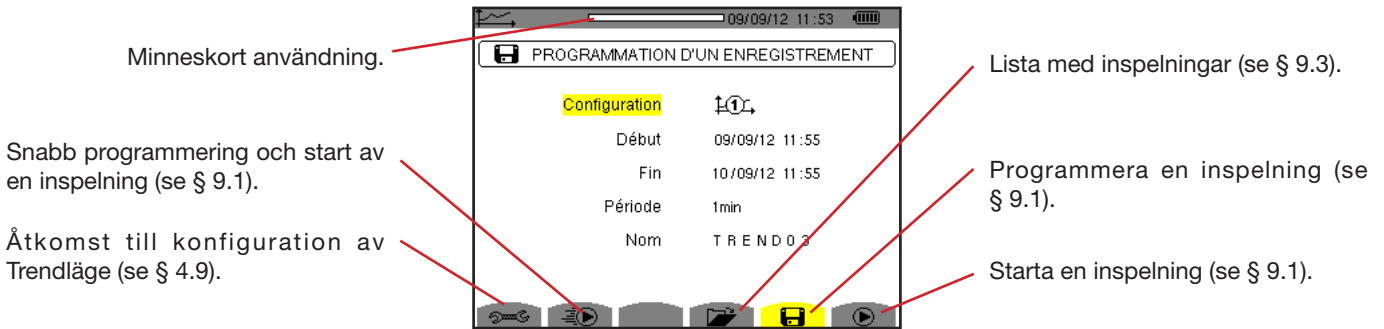 Minneskort användning.
Snabb programmering och start av
en inspelning (se § 9.1).
Åtkomst till konfiguration av
Trendläge (se § 4.9).
09/09/12 11:53
PROGRAMMATION D'UN ENREGISTREMENT
Configuration 1
Début 09/09/12 11:55
Fin 10/09/12 11:55
Période 1min
Nom TREND03
Lista med inspelningar (se § 9.3).
Programmera en inspelning (se
§ 9.1).
Starta en inspelning (se § 9.1).